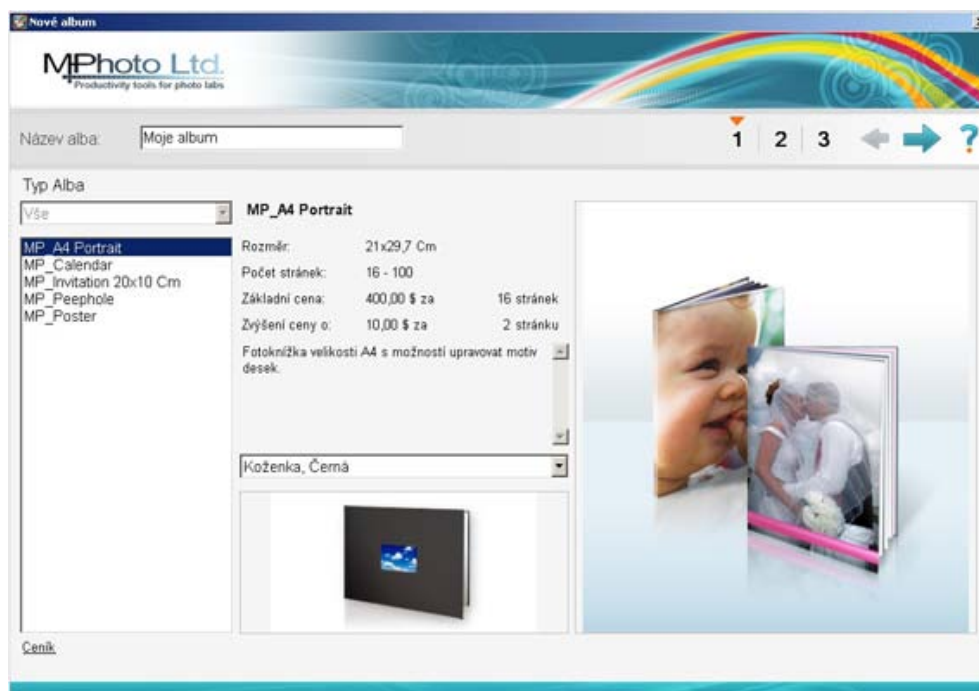 Nové album
MPhoto Ltd.
Productivity tools for photo labs
Název alba: Moje album
1 2 3 ?
Typ Alba
Vše
MP_A4 Portrait
MP_Calendar
MP_Invitation 20x10 Cm
MP_Peephole
MP_Poster
MP_A4 Portrait
Rozměr: 21x29,7 Cm
Počet stránek: 16 - 100
Základní cena: 400,00 $ za 16 stránek
Zvýšení ceny o: 10,00 $ za 2 stránku
Fotoknížka velikosti A4 s možností upravovat motiv
desek.
Koženka, Černá
Ceník